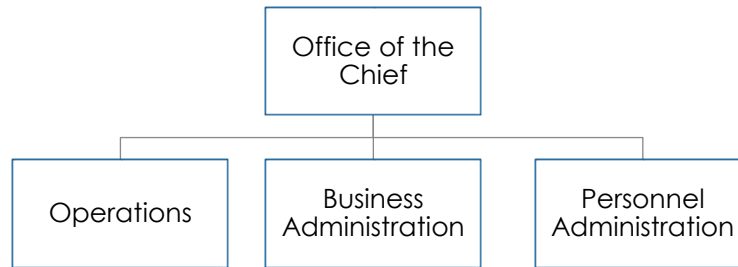 Office of the
Chief
Operations
Business
Administration
Personnel
Administration